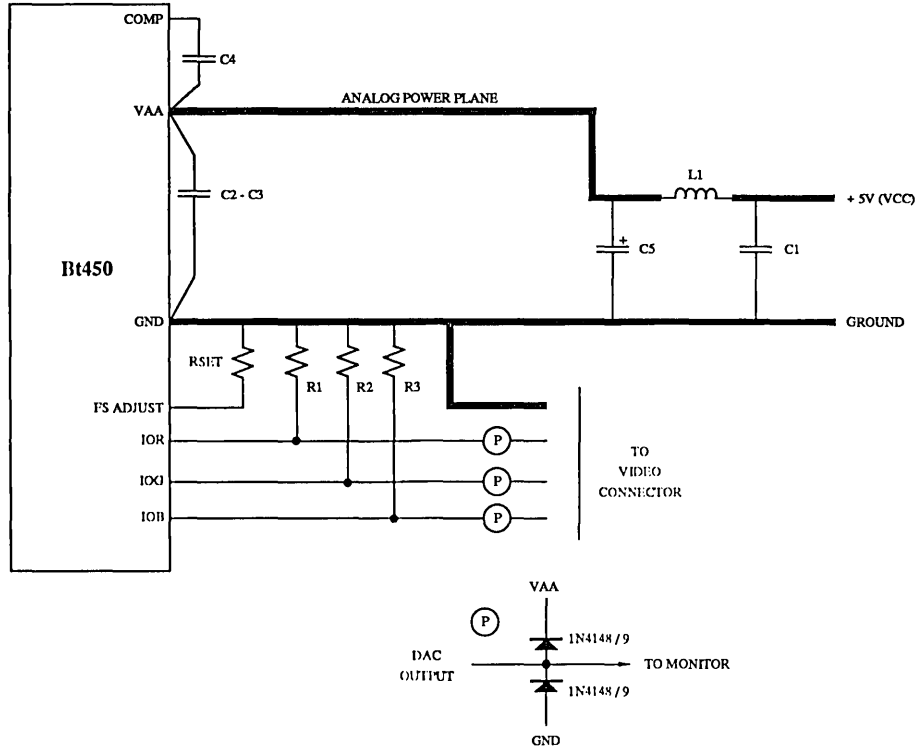 COMP
C4
VAA
ANALOG POWER PLANE
C2 - C3
L1
+ 5V (VCC)
+
C5
C1
Bt450
GND
GROUND
RSET
R1
R2
R3
FS ADJUST
IOR
P
TO
VIDEO
CONNECTOR
IOG
P
IOB
P
VAA
P
1N4148 / 9
DAC
OUTPUT
TO MONITOR
1N4148 / 9
GND